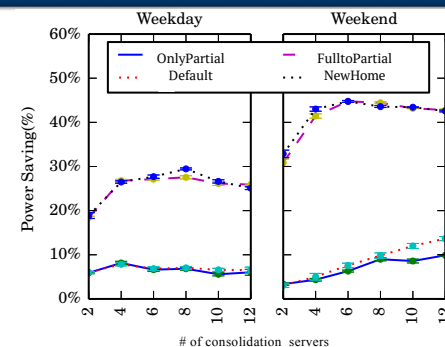 Weekday Weekend
60%
50%
40%
30%
20%
10%
0%
Power Saving(%)
OnlyPartial FulltoPartial
Default NewHome
2 4 6 8 10 12 2 4 6 8 10 12
# of consolidation servers